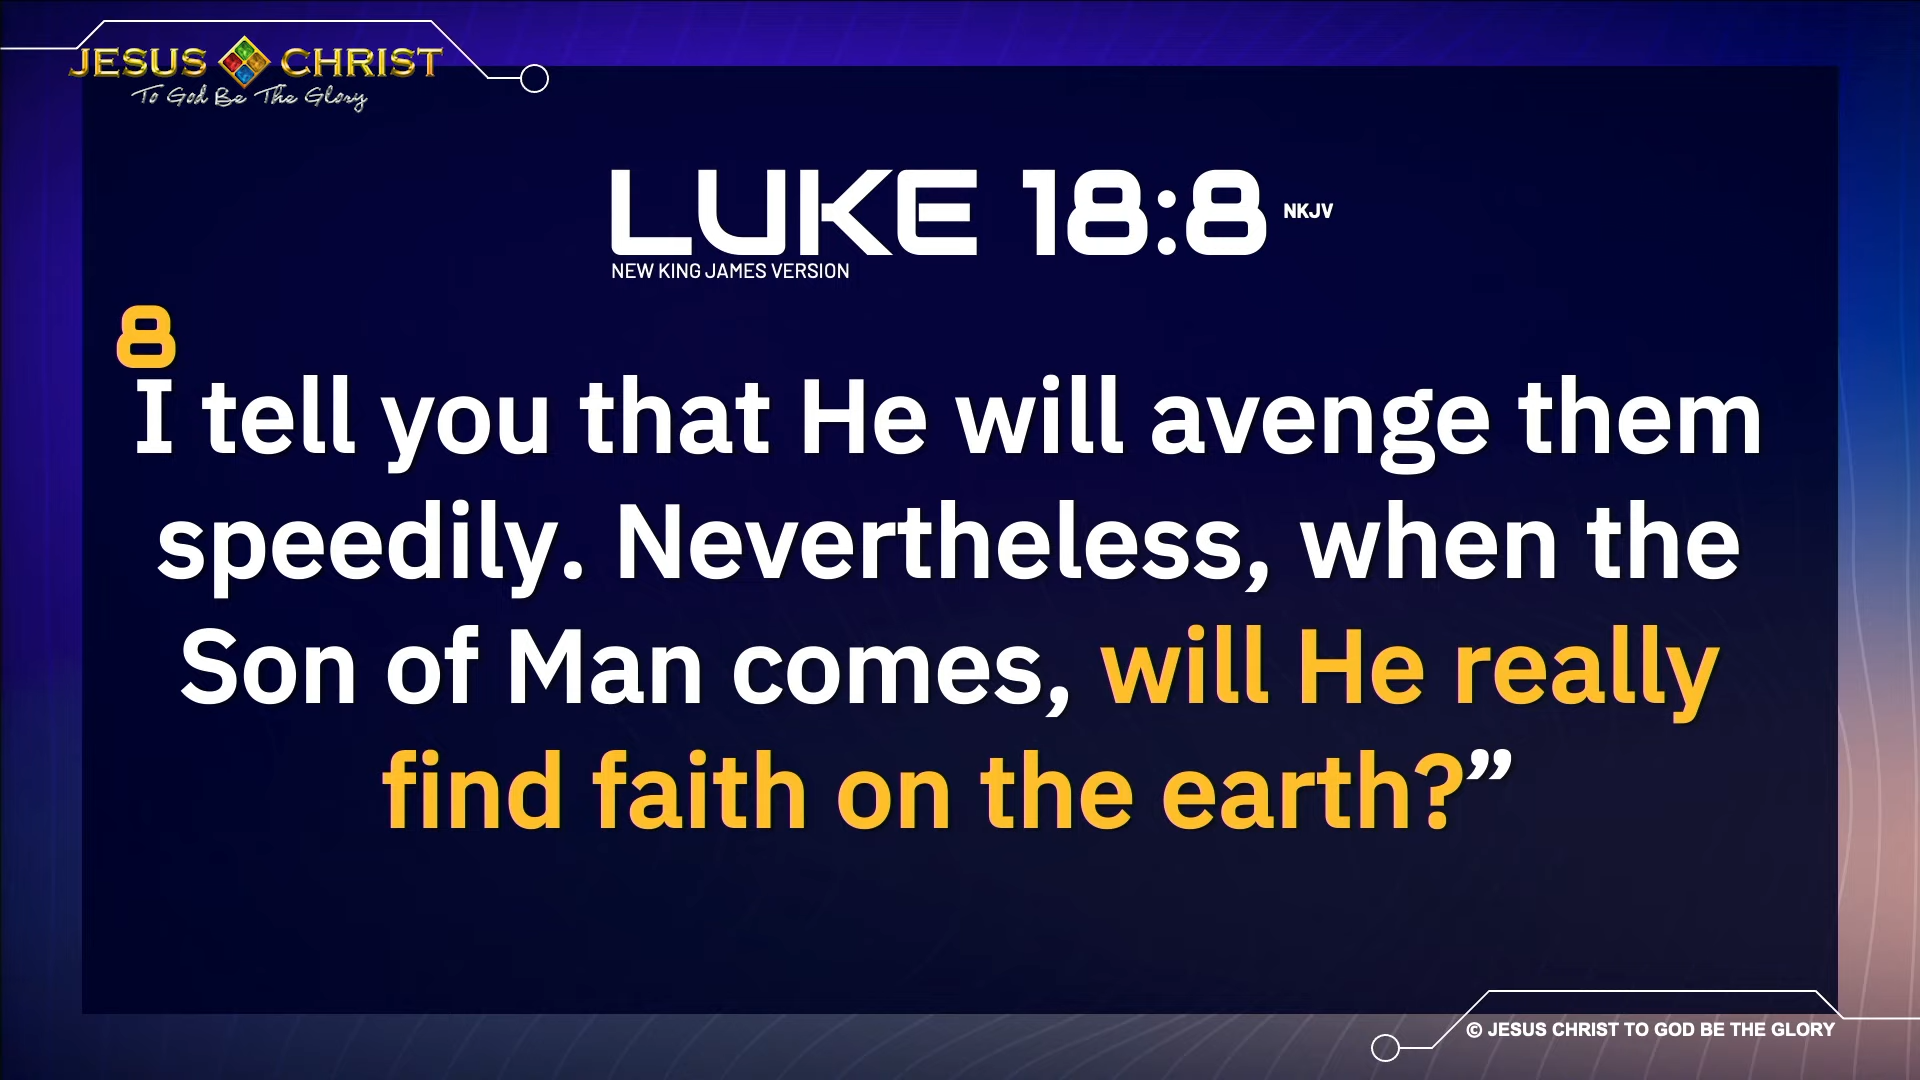 JESUS CHRIST
To God Be The Glory
LUKE 18:8 NKJV
NEW KING JAMES VERSION
8
I tell you that He will avenge them
speedily. Nevertheless, when the
Son of Man comes, will He really
find faith on the earth?”
© JESUS CHRIST TO GOD BE THE GLORY